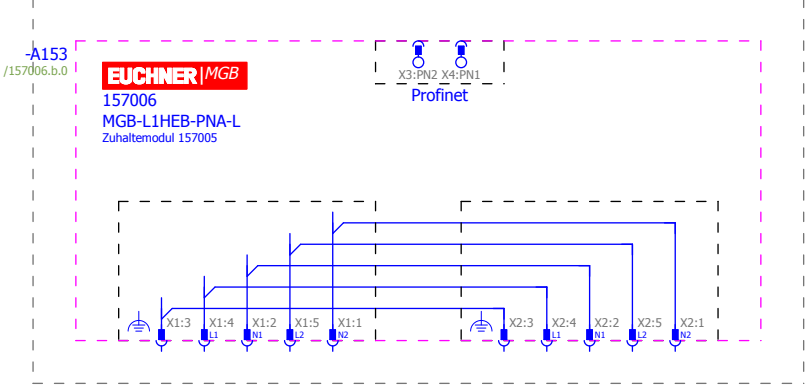 -A153
/157006.b.0
EUCHNER MGB
157006
MGB-L1HEB-PNA-L
Zuhaltemodul 157005
X3:PN2 X4:PN1
Profinet
X1:3 X1:4 X1:2 X1:5 X1:1 X2:3 X2:4 X2:2 X2:5 X2:1
L1 N1 L2 N2 L1 N1 L2 N2